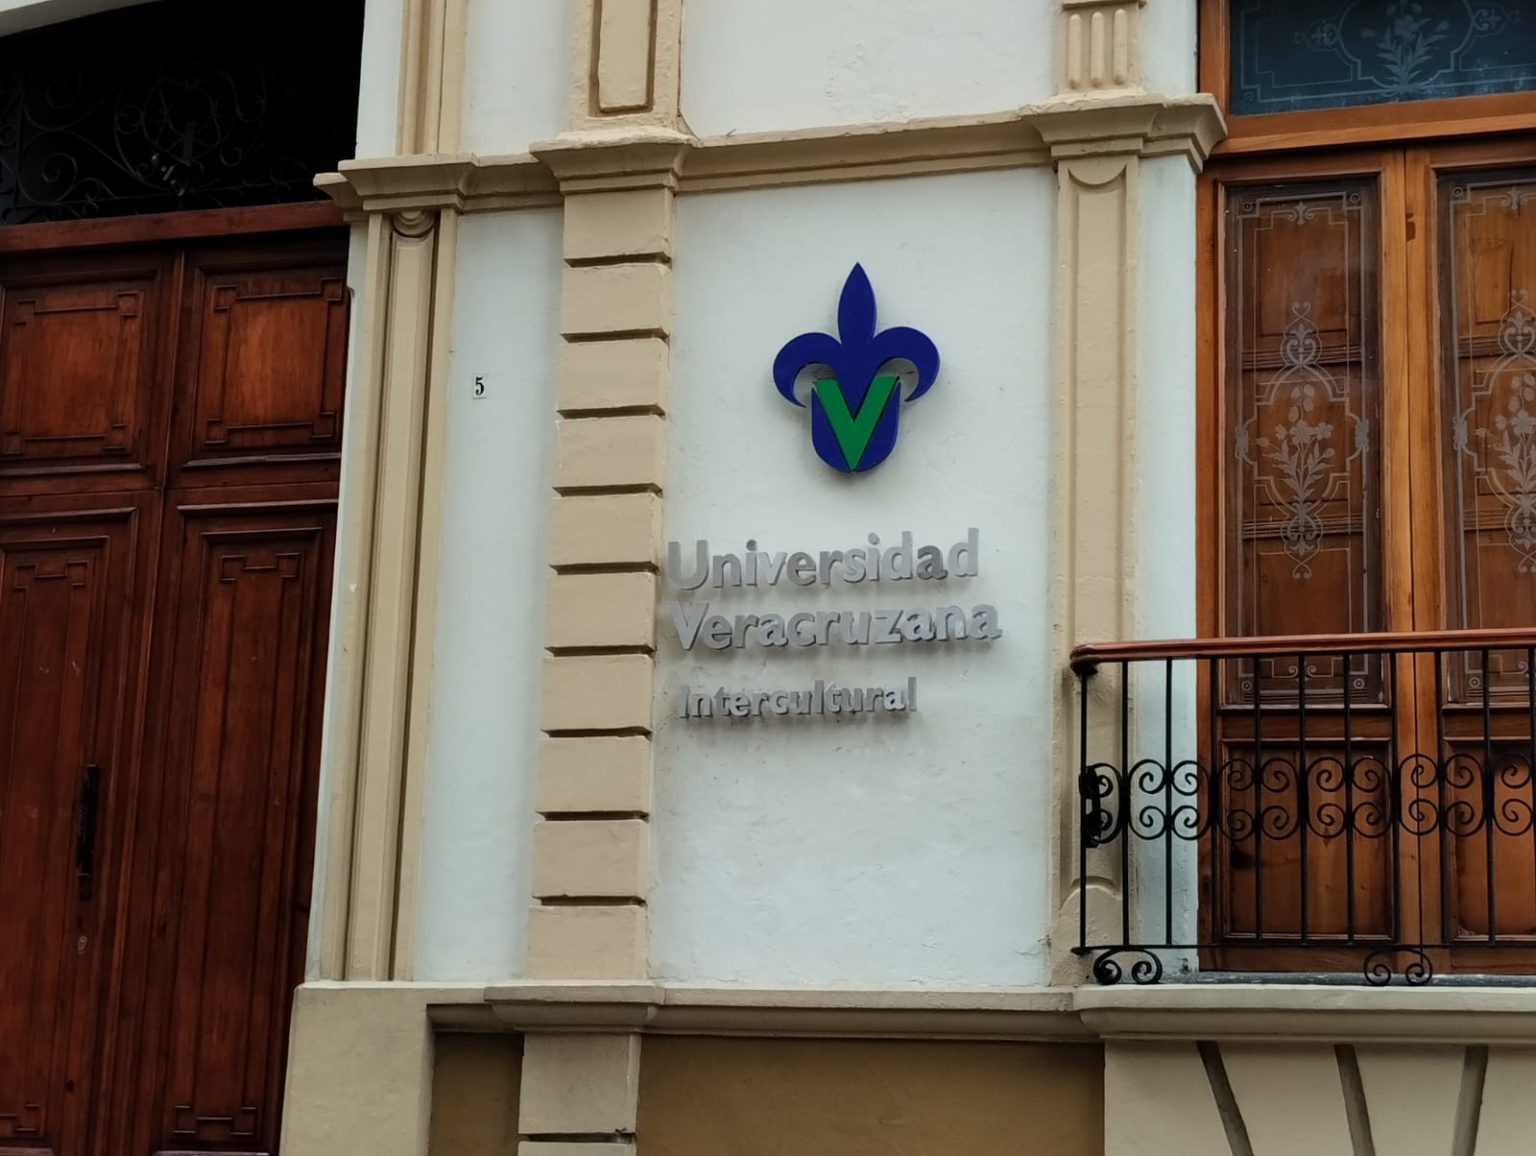 5
V
Universidad
Veracruzana
Intercultural